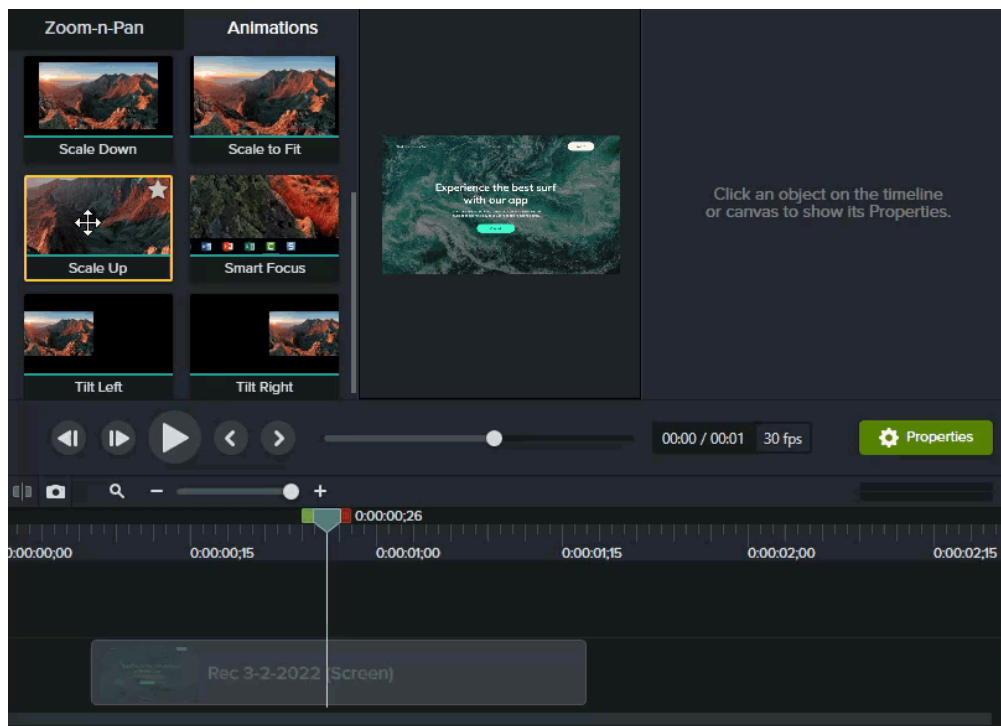 Zoom-n-Pan
Animations
Scale Down
Scale to Fit
Scale Up
Smart Focus
Tilt Left
Tilt Right
Experience the best surf
with our app
Click an object on the timeline
or canvas to show its Properties.
00:00 / 00:01
30 fps
Properties
0:00:00;26
0:00:00;00
0:00:00;15
0:00:01;00
0:00:01;15
0:00:02;00
0:00:02;15
Rec 3-2-2022 (Screen)